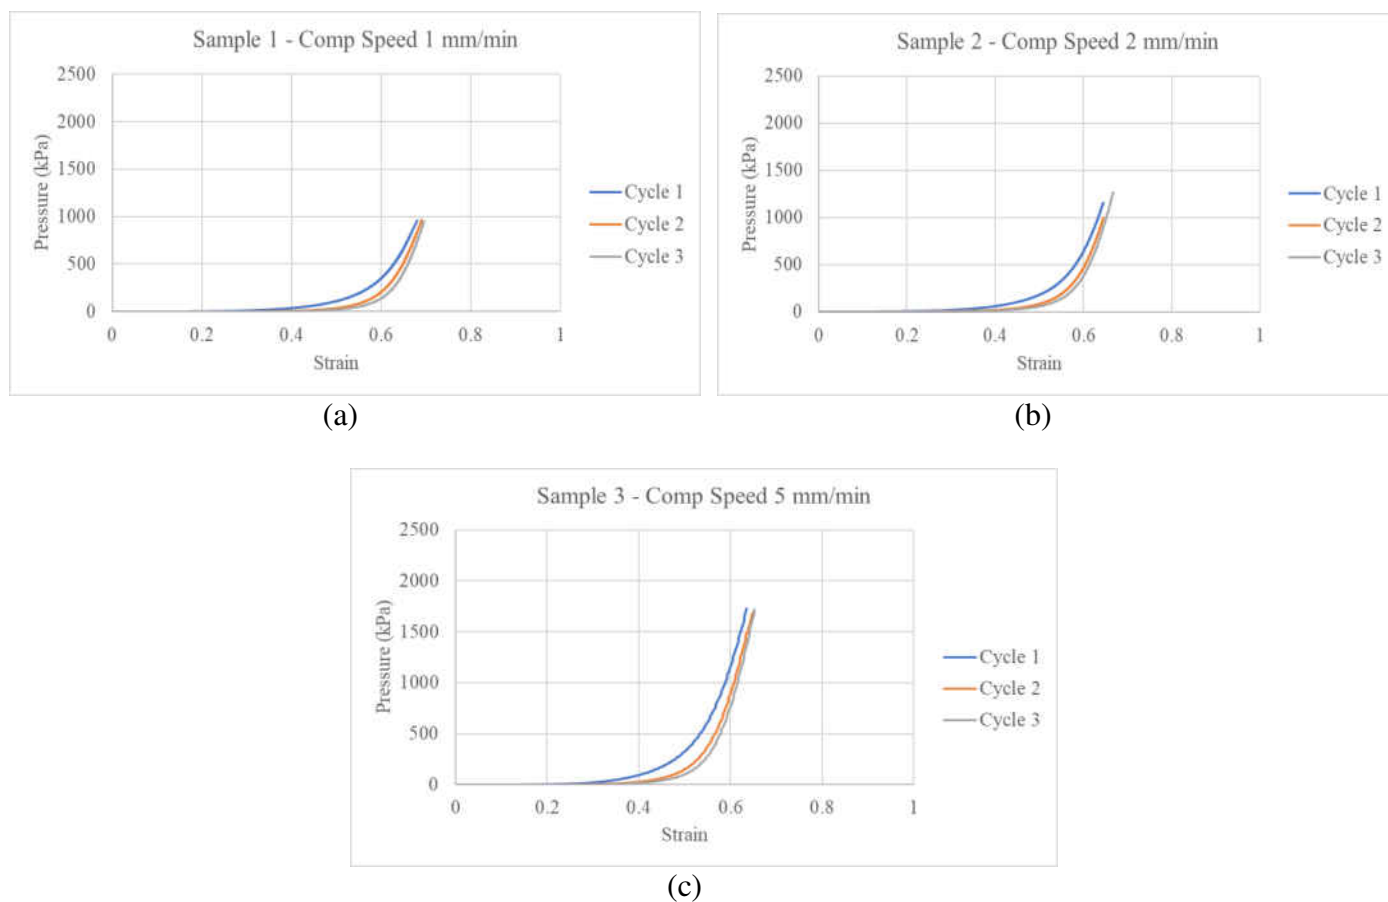 Sample 1 - Comp Speed 1 mm/min
2500
2000
1500
1000
500
0
Pressure (kPa)
0 0.2 0.4 0.6 0.8 1
Strain
Cycle 1
Cycle 2
Cycle 3
(a)
Sample 2 - Comp Speed 2 mm/min
2500
2000
1500
1000
500
0
Pressure (kPa)
0 0.2 0.4 0.6 0.8 1
Strain
Cycle 1
Cycle 2
Cycle 3
(b)
Sample 3 - Comp Speed 5 mm/min
2500
2000
1500
1000
500
0
Pressure (kPa)
0 0.2 0.4 0.6 0.8 1
Strain
Cycle 1
Cycle 2
Cycle 3
(c)